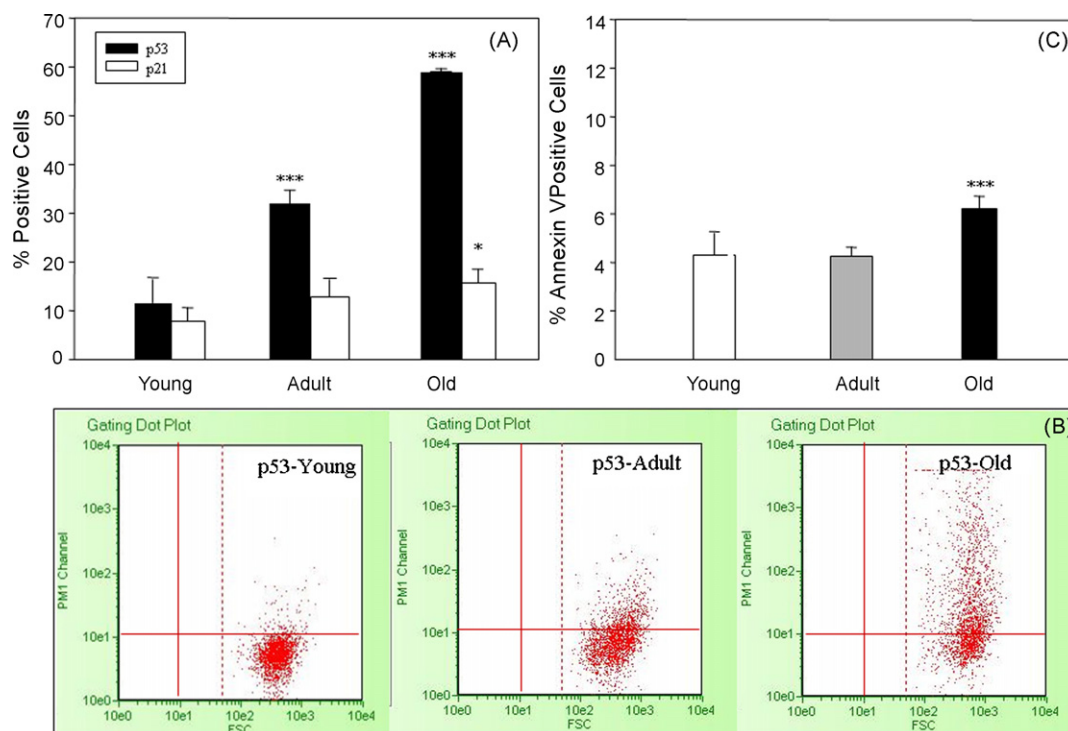 (A)
p53
p21
***
***
*
70
60
50
40
30
20
10
0
% Positive Cells
Young Adult Old
(C)
***
14
12
10
8
6
4
2
0
% Annexin VPositive Cells
Young Adult Old
(B)
Gating Dot Plot
p53-Young
10e4
10e3
10e2
10e1
10e0
PM1 Channel
10e0 10e1 10e2 10e3 10e4
FSC
Gating Dot Plot
p53-Adult
10e4
10e3
10e2
10e1
10e0
PM1 Channel
10e0 10e1 10e2 10e3 10e4
FSC
Gating Dot Plot
p53-Old
10e4
10e3
10e2
10e1
10e0
PM1 Channel
10e0 10e1 10e2 10e3 10e4
FSC